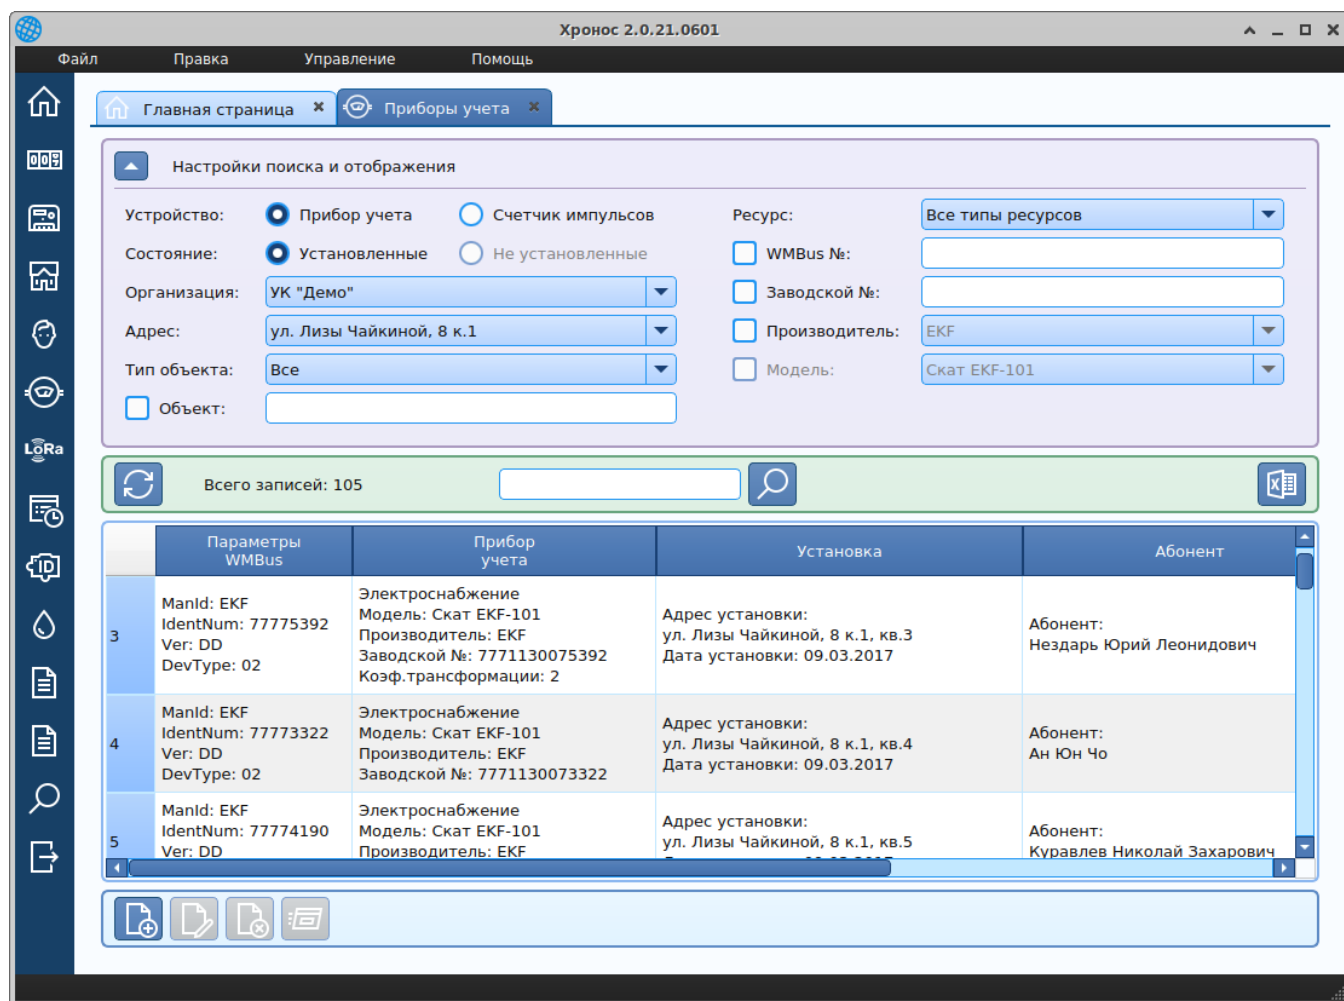 Хронос 2.0.21.0601
Файл Правка Управление Помощь
Главная страница Приборы учета
Настройки поиска и отображения
Устройство: Прибор учета Счетчик импульсов Ресурс: Все типы ресурсов
Состояние: Установленные Не установленные WMBus №:
Организация: УК "Демо" Заводской №:
Адрес: ул. Лизы Чайкиной, 8 к.1 Производитель: EKF
Тип объекта: Все Модель: Скат EKF-101
Объект:
LoRa
ID
Всего записей: 105
Параметры WMBus
Прибор учета
Установка
Абонент
3
ManId: EKF
IdentNum: 77775392
Ver: DD
DevType: 02
Электроснабжение
Модель: Скат EKF-101
Производитель: EKF
Заводской №: 7771130075392
Коэф.трансформации: 2
Адрес установки:
ул. Лизы Чайкиной, 8 к.1, кв.3
Дата установки: 09.03.2017
Абонент:
Нездарь Юрий Леонидович
4
ManId: EKF
IdentNum: 77773322
Ver: DD
DevType: 02
Электроснабжение
Модель: Скат EKF-101
Производитель: EKF
Заводской №: 7771130073322
Адрес установки:
ул. Лизы Чайкиной, 8 к.1, кв.4
Дата установки: 09.03.2017
Абонент:
Ан Юн Чо
5
ManId: EKF
IdentNum: 77774190
Ver: DD
Электроснабжение
Модель: Скат EKF-101
Производитель: EKF
Адрес установки:
ул. Лизы Чайкиной, 8 к.1, кв.5
Абонент:
Куравлев Николай Захарович